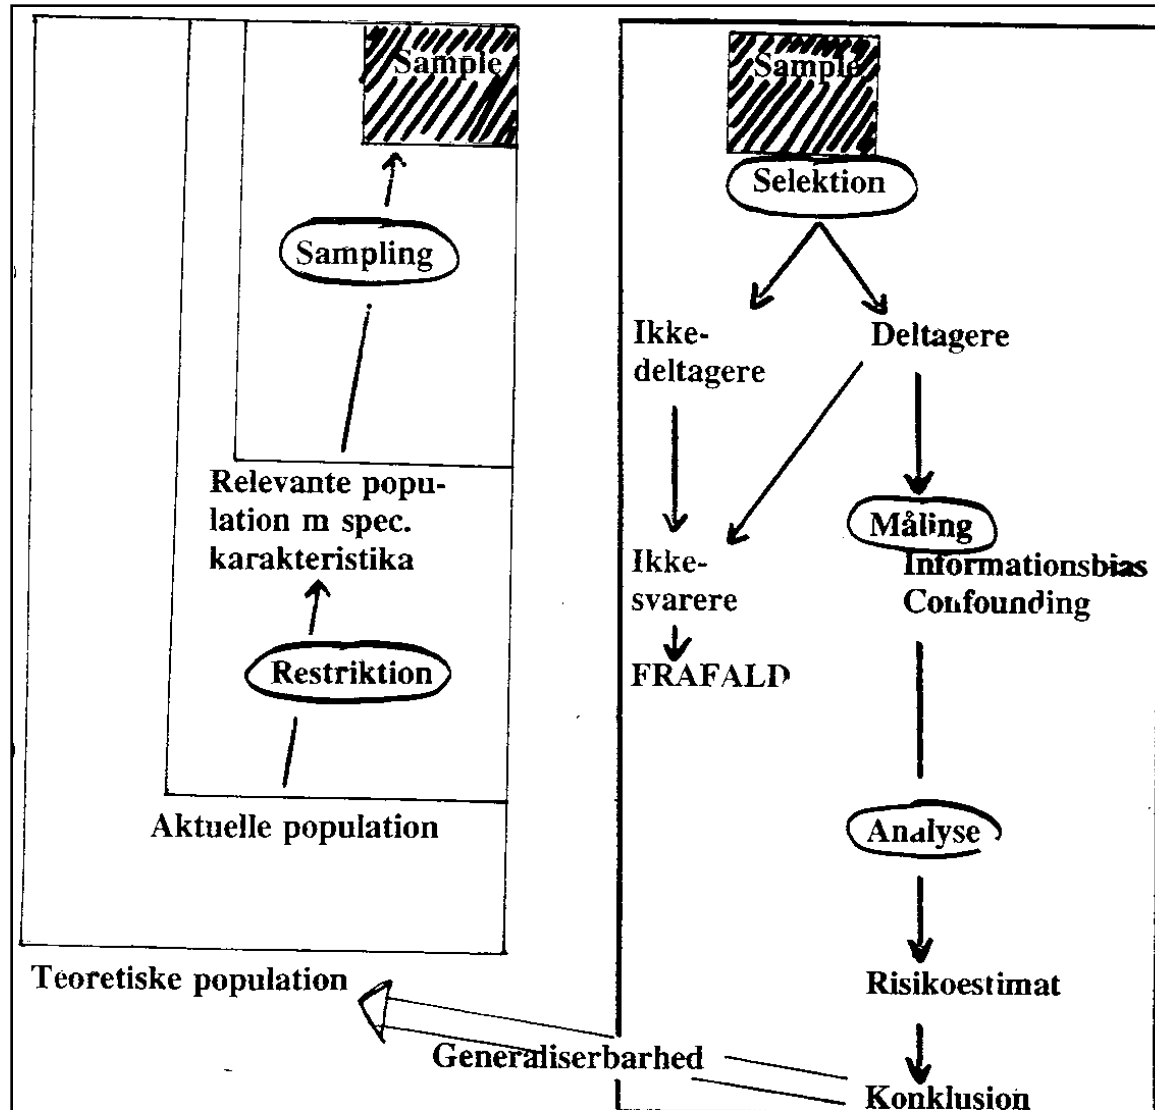 Sample
Sampling
Relevante popu-
lation m spec.
karakteristika
Restriktion
Aktuelle population
Teoretiske population
Sample
Selektion
Ikke-
deltagere
Deltagere
Ikke-
svarere
FRAFALD
Måling
Informationsbias
Confounding
Analyse
Risikoestimat
Konklusion
Generaliserbarhed